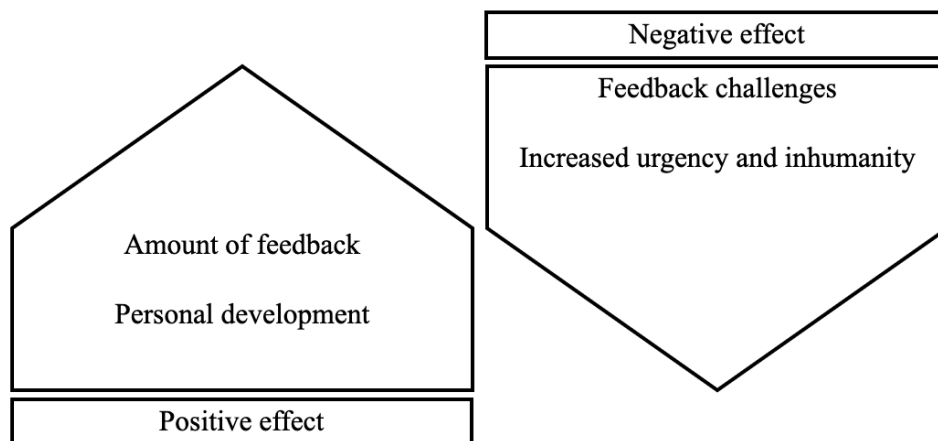 Negative effect
Feedback challenges
Increased urgency and inhumanity
Amount of feedback
Personal development
Positive effect